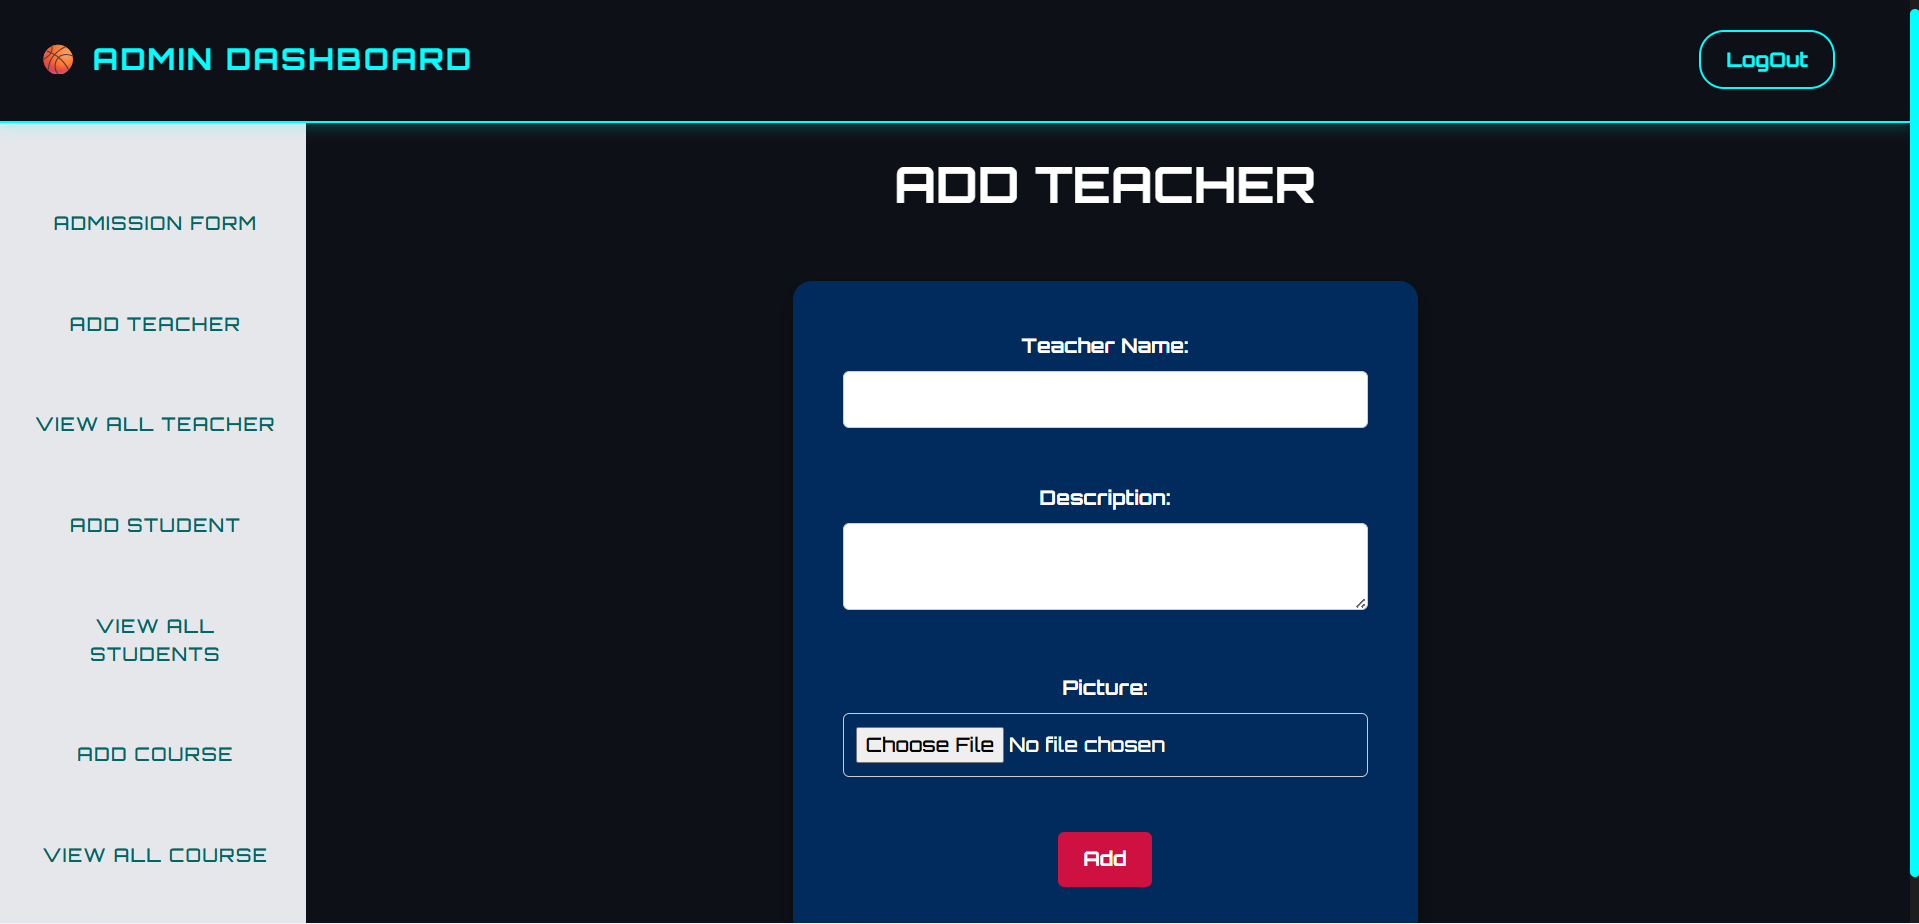 ADMIN DASHBOARD
LogOut
ADMISSION FORM
ADD TEACHER
VIEW ALL TEACHER
ADD STUDENT
VIEW ALL
STUDENTS
ADD COURSE
VIEW ALL COURSE
ADD TEACHER
Teacher Name:
Description:
Picture:
Choose File No file chosen
Add